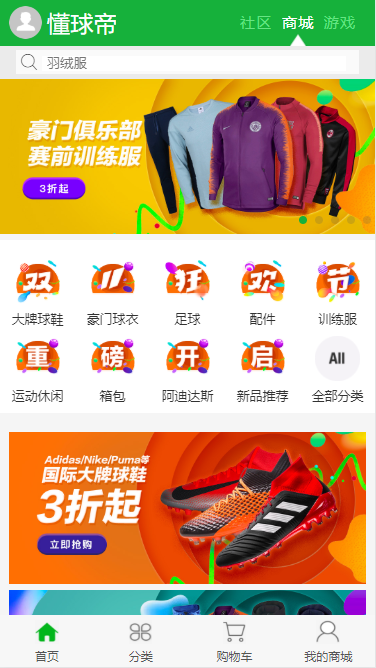 懂球帝
社区 商城 游戏
羽绒服
豪门俱乐部
赛前训练服
3折起
双 11 狂 欢 节
大牌球鞋 豪门球衣 足球 配件 训练服
重 磅 开 启 All
运动休闲 箱包 阿迪达斯 新品推荐 全部分类
Adidas/Nike/Puma等
国际大牌球鞋
3折起
立即抢购
首页 分类 购物车 我的商城